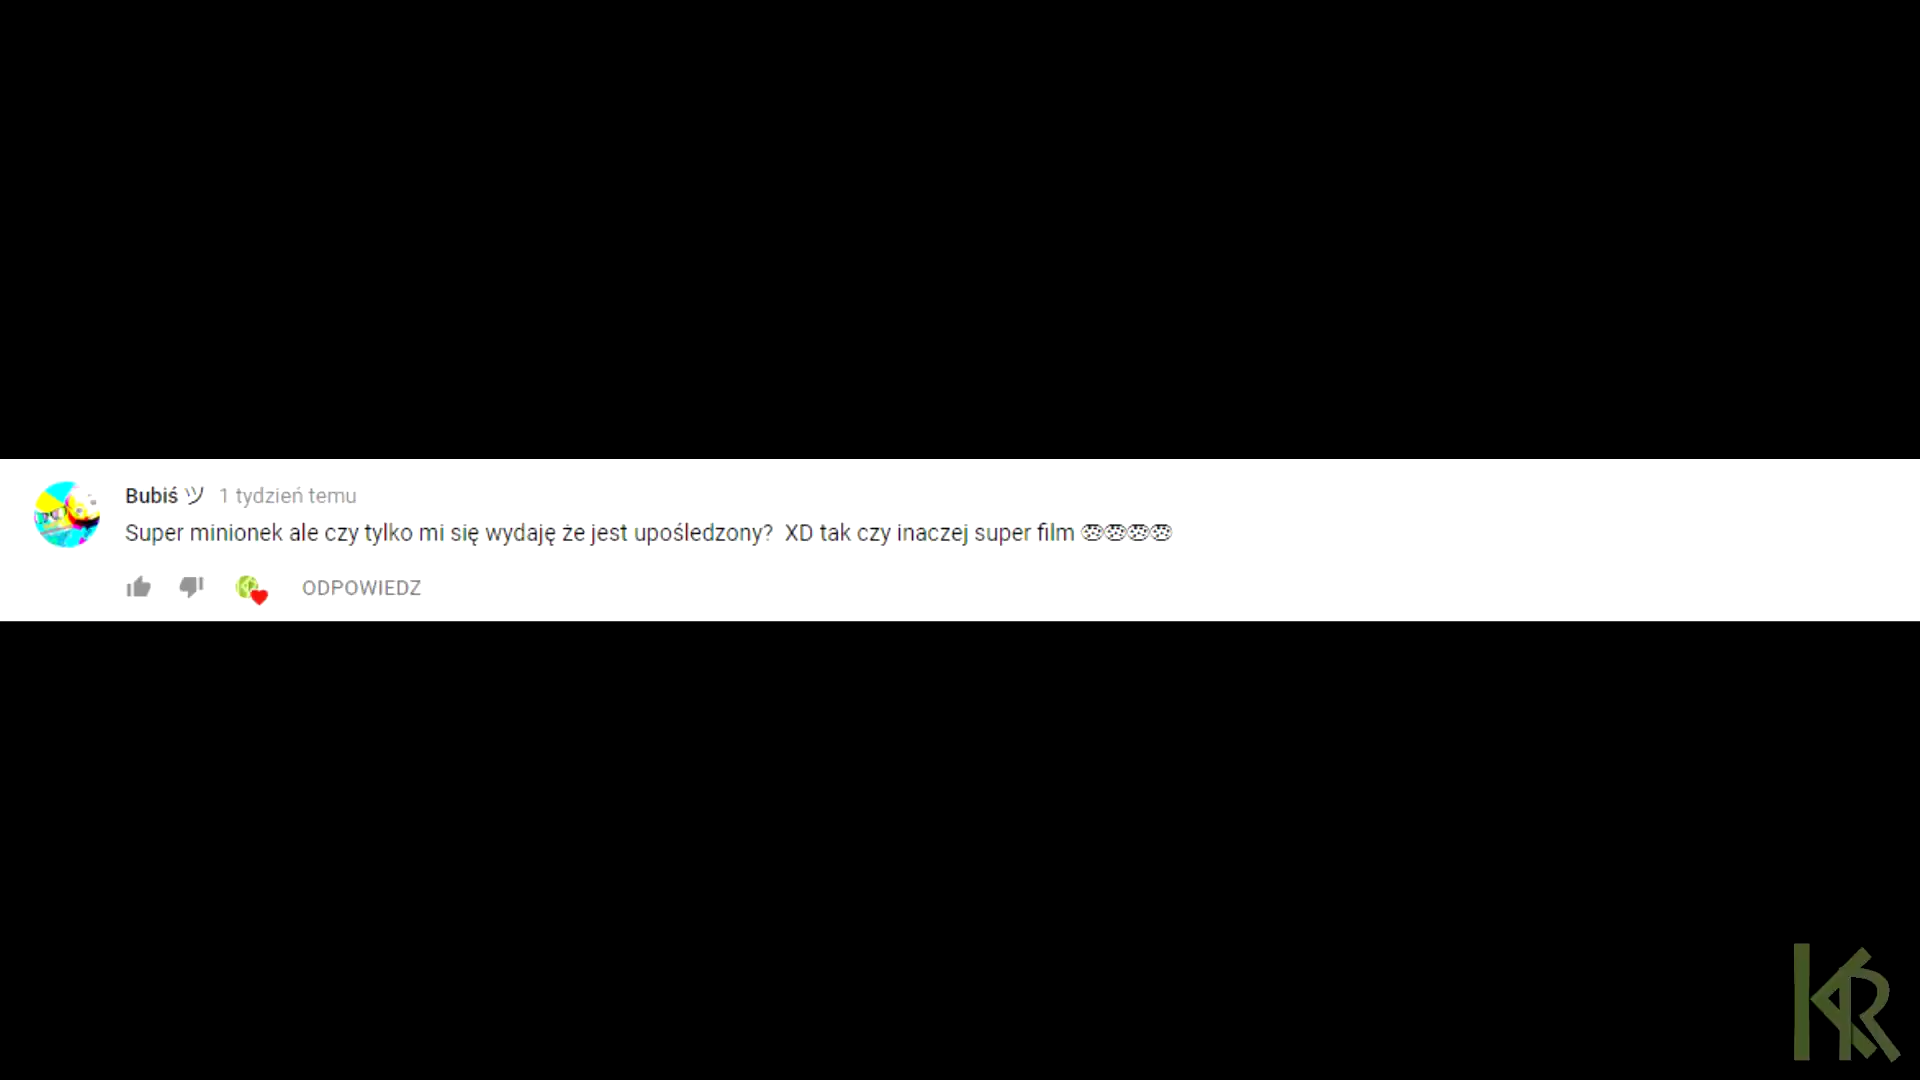 Bubiś ツ 1 tydzień temu
Super minionek ale czy tylko mi się wydaję że jest upośledzony? XD tak czy inaczej super film 🍪🍪🍪🍪
ODPOWIEDZ
KR